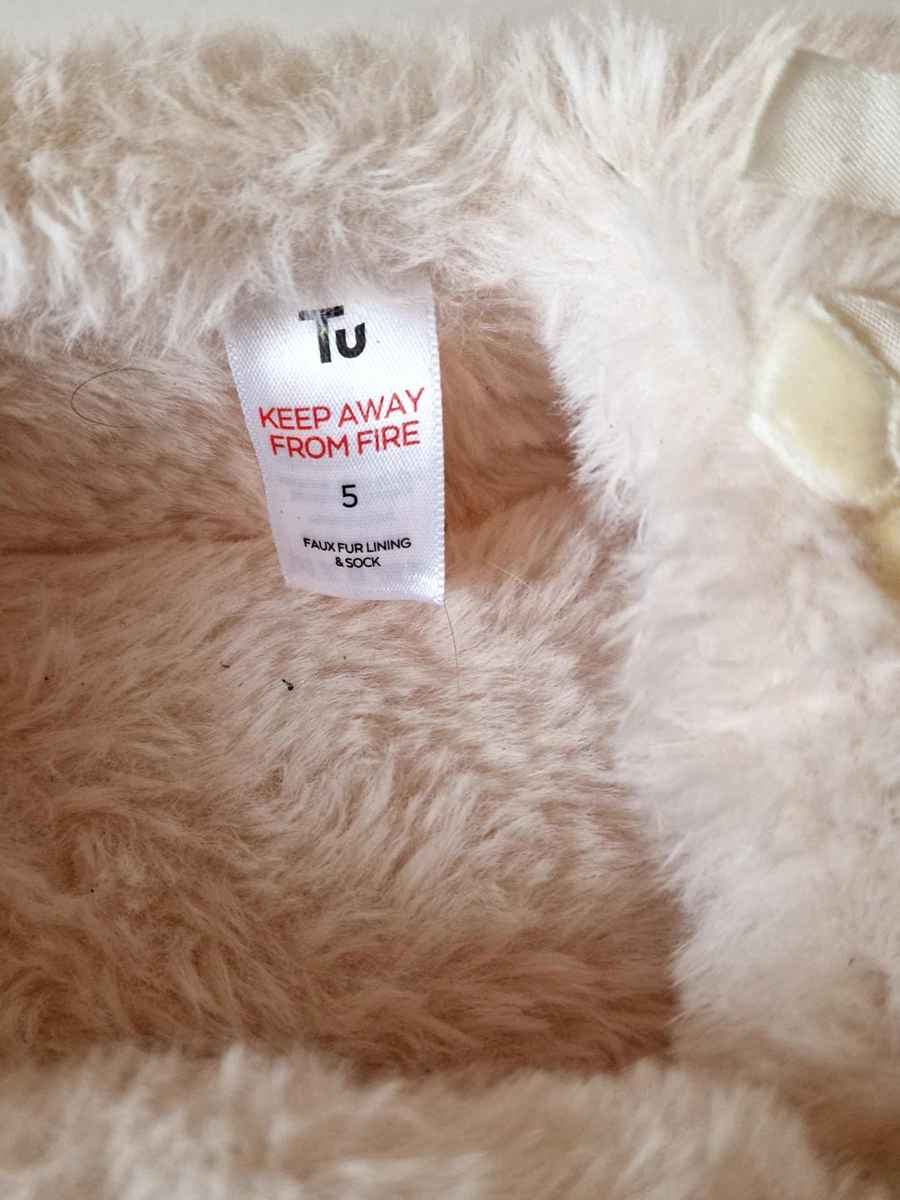 Tu
KEEP AWAY
FROM FIRE
5
FAUX FUR LINING
& SOCK